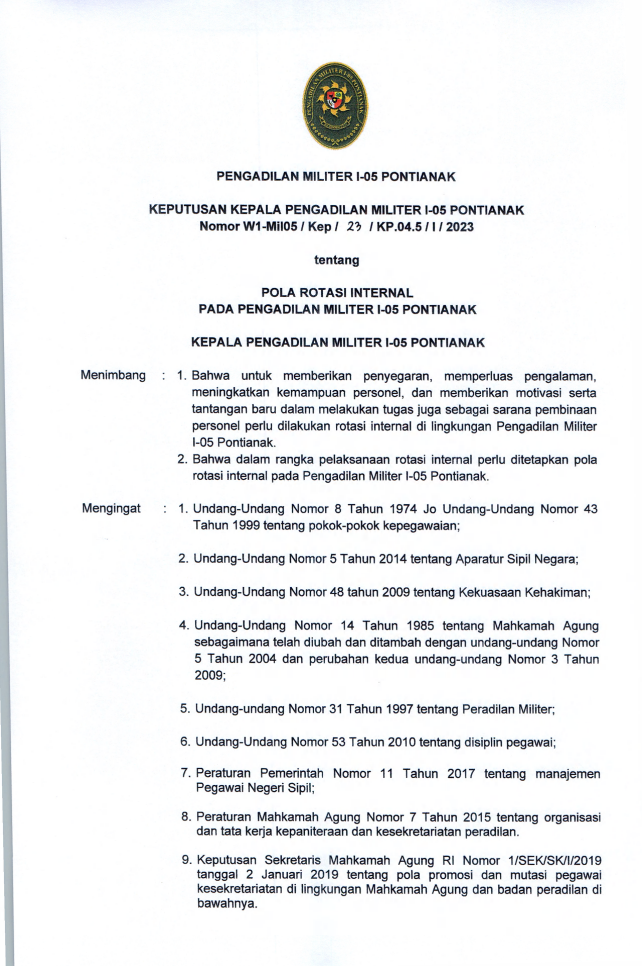 PENGADILAN MILITER I-05 PONTIANAK
PENGADILAN MILITER I-05 PONTIANAK
KEPUTUSAN KEPALA PENGADILAN MILITER I-05 PONTIANAK
Nomor W1-Mil05 / Kep / 23 / KP.04.5 / I / 2023
tentang
POLA ROTASI INTERNAL
PADA PENGADILAN MILITER I-05 PONTIANAK
KEPALA PENGADILAN MILITER I-05 PONTIANAK
Menimbang : 1. Bahwa untuk memberikan penyegaran, memperluas pengalaman,
meningkatkan kemampuan personel, dan memberikan motivasi serta
tantangan baru dalam melakukan tugas juga sebagai sarana pembinaan
personel perlu dilakukan rotasi internal di lingkungan Pengadilan Militer
I-05 Pontianak.
2. Bahwa dalam rangka pelaksanaan rotasi internal perlu ditetapkan pola
rotasi internal pada Pengadilan Militer I-05 Pontianak.
Mengingat : 1. Undang-Undang Nomor 8 Tahun 1974 Jo Undang-Undang Nomor 43
Tahun 1999 tentang pokok-pokok kepegawaian;
2. Undang-Undang Nomor 5 Tahun 2014 tentang Aparatur Sipil Negara;
3. Undang-Undang Nomor 48 tahun 2009 tentang Kekuasaan Kehakiman;
4. Undang-Undang Nomor 14 Tahun 1985 tentang Mahkamah Agung
sebagaimana telah diubah dan ditambah dengan undang-undang Nomor
5 Tahun 2004 dan perubahan kedua undang-undang Nomor 3 Tahun
2009;
5. Undang-undang Nomor 31 Tahun 1997 tentang Peradilan Militer;
6. Undang-Undang Nomor 53 Tahun 2010 tentang disiplin pegawai;
7. Peraturan Pemerintah Nomor 11 Tahun 2017 tentang manajemen
Pegawai Negeri Sipil;
8. Peraturan Mahkamah Agung Nomor 7 Tahun 2015 tentang organisasi
dan tata kerja kepaniteraan dan kesekretariatan peradilan.
9. Keputusan Sekretaris Mahkamah Agung RI Nomor 1/SEK/SK/I/2019
tanggal 2 Januari 2019 tentang pola promosi dan mutasi pegawai
kesekretariatan di lingkungan Mahkamah Agung dan badan peradilan di
bawahnya.